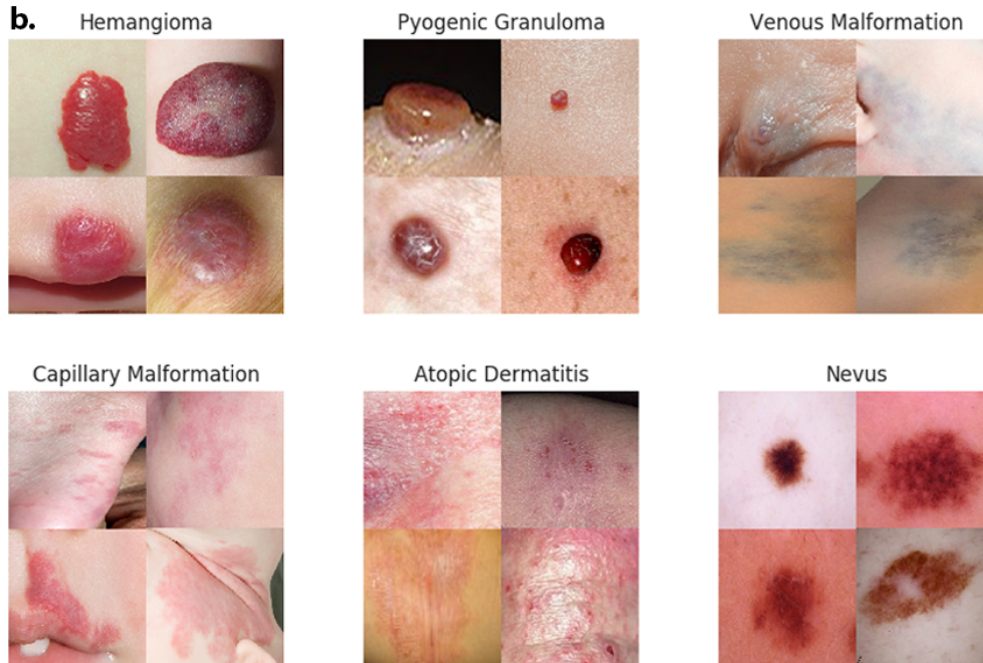 b.
Hemangioma
Pyogenic Granuloma
Venous Malformation
Capillary Malformation
Atopic Dermatitis
Nevus